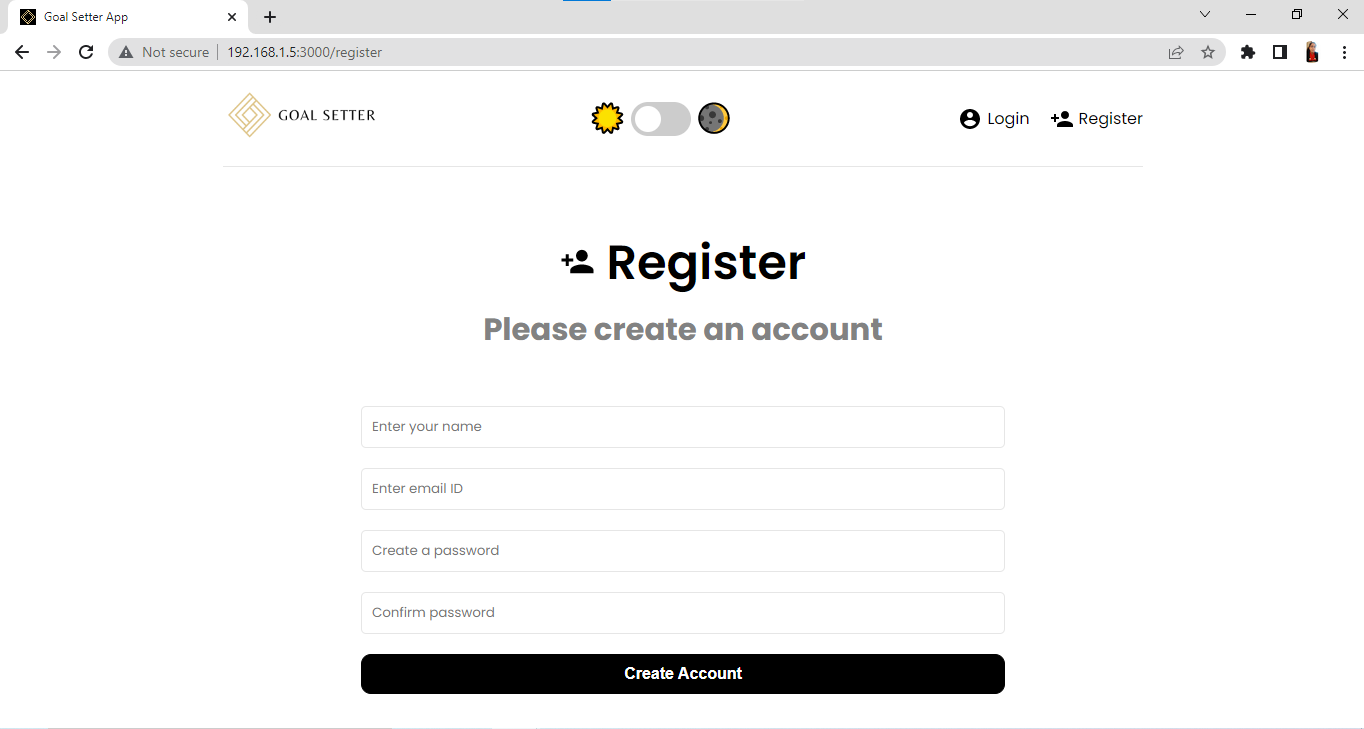 Goal Setter App
Not secure 192.168.1.5:3000/register
GOAL SETTER
Login
Register
Register
Please create an account
Enter your name
Enter email ID
Create a password
Confirm password
Create Account